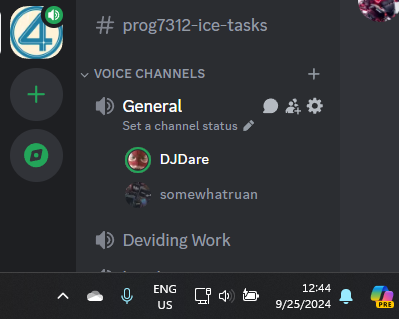 4
# prog7312-ice-tasks
VOICE CHANNELS
General
Set a channel status
DJDare
somewhatruan
Deviding Work
ENG
US
12:44
9/25/2024
PRE